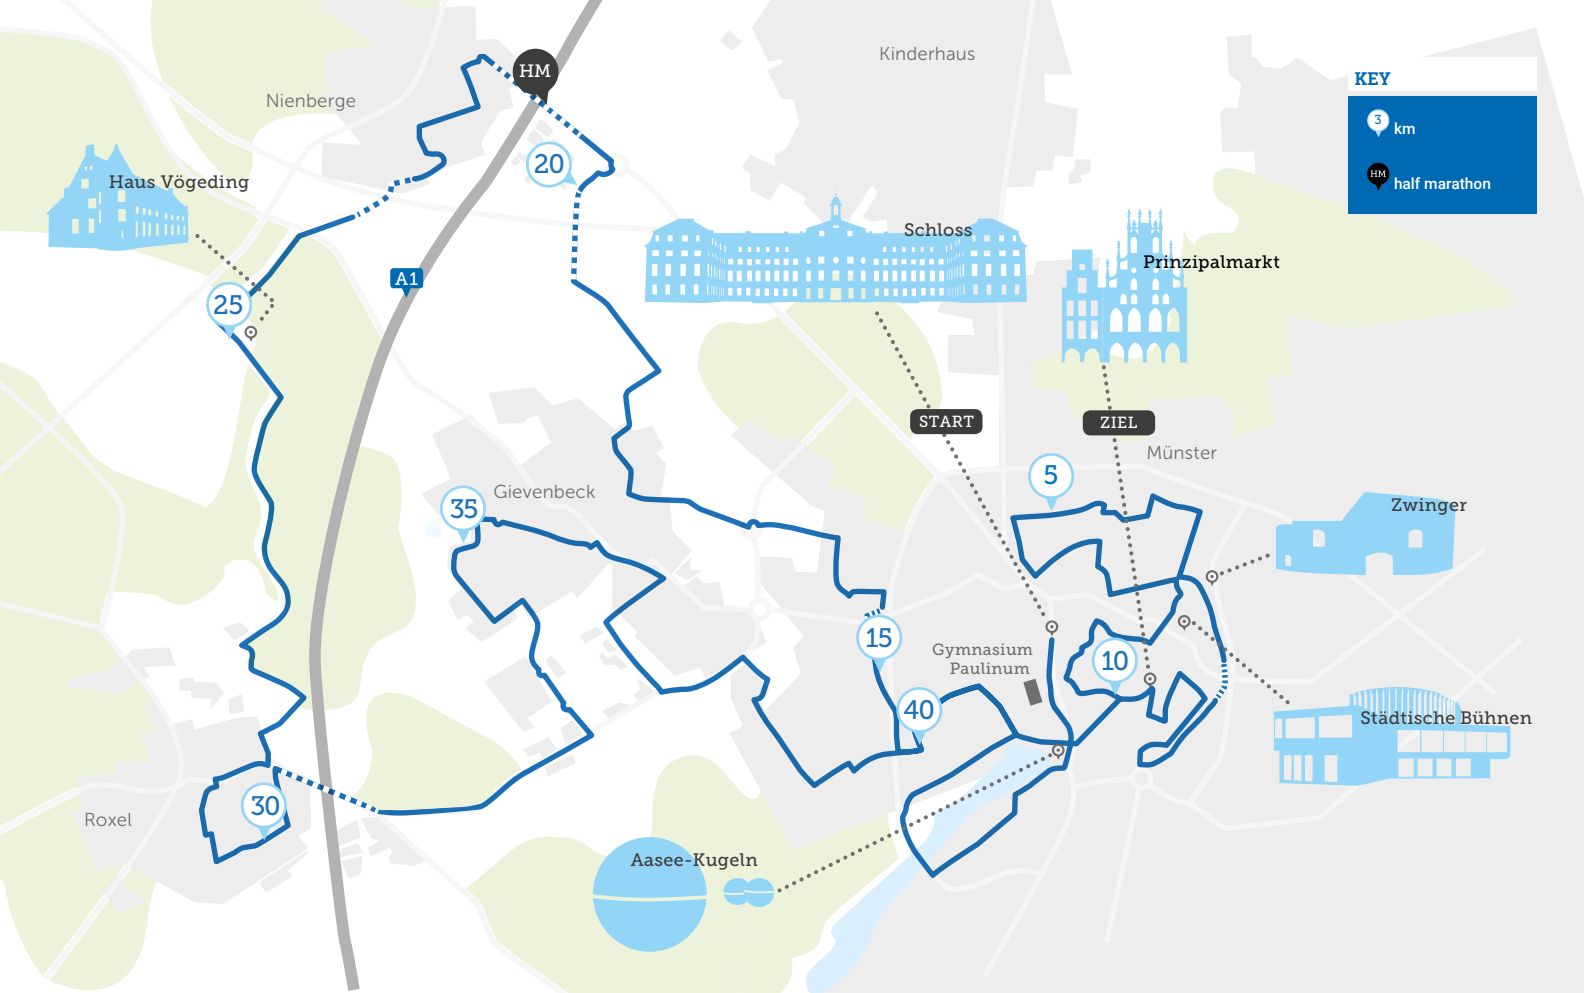 HM
Kinderhaus
KEY
3
km
HM
half marathon
Nienberge
20
Haus Vögeding
Schloss
Prinzipalmarkt
A1
25
START
ZIEL
Münster
5
Gievenbeck
35
Zwinger
15
Gymnasium
Paulinum
10
40
Städtische Bühnen
30
Roxel
Aasee-Kugeln